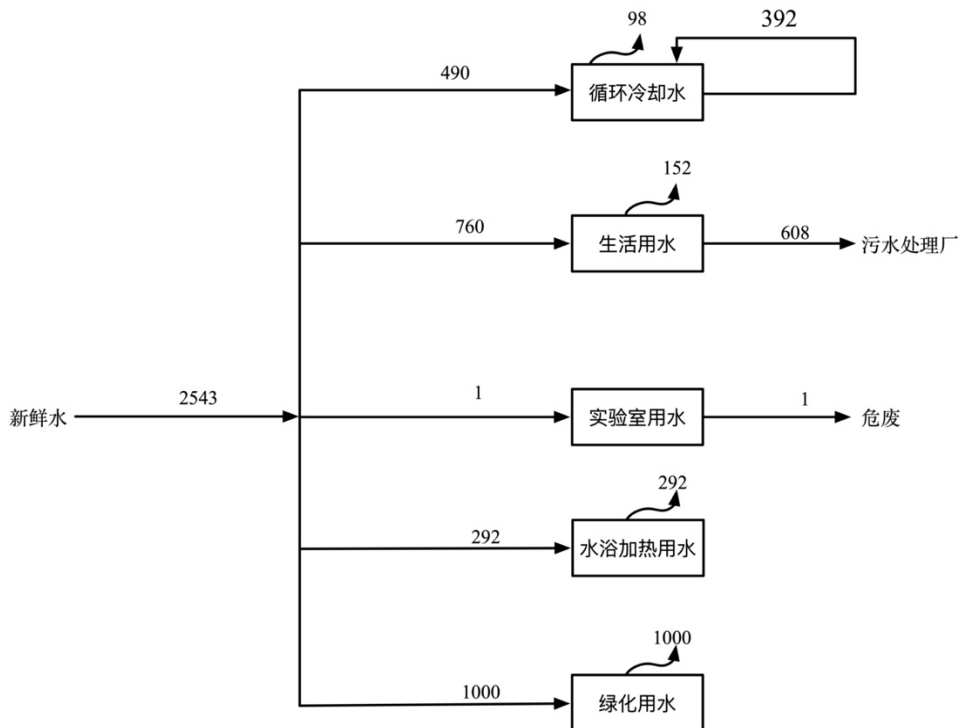 98
392
490
循环冷却水
152
760
生活用水
608
污水处理厂
新鲜水
2543
1
实验室用水
1
危废
292
292
水浴加热用水
1000
1000
绿化用水